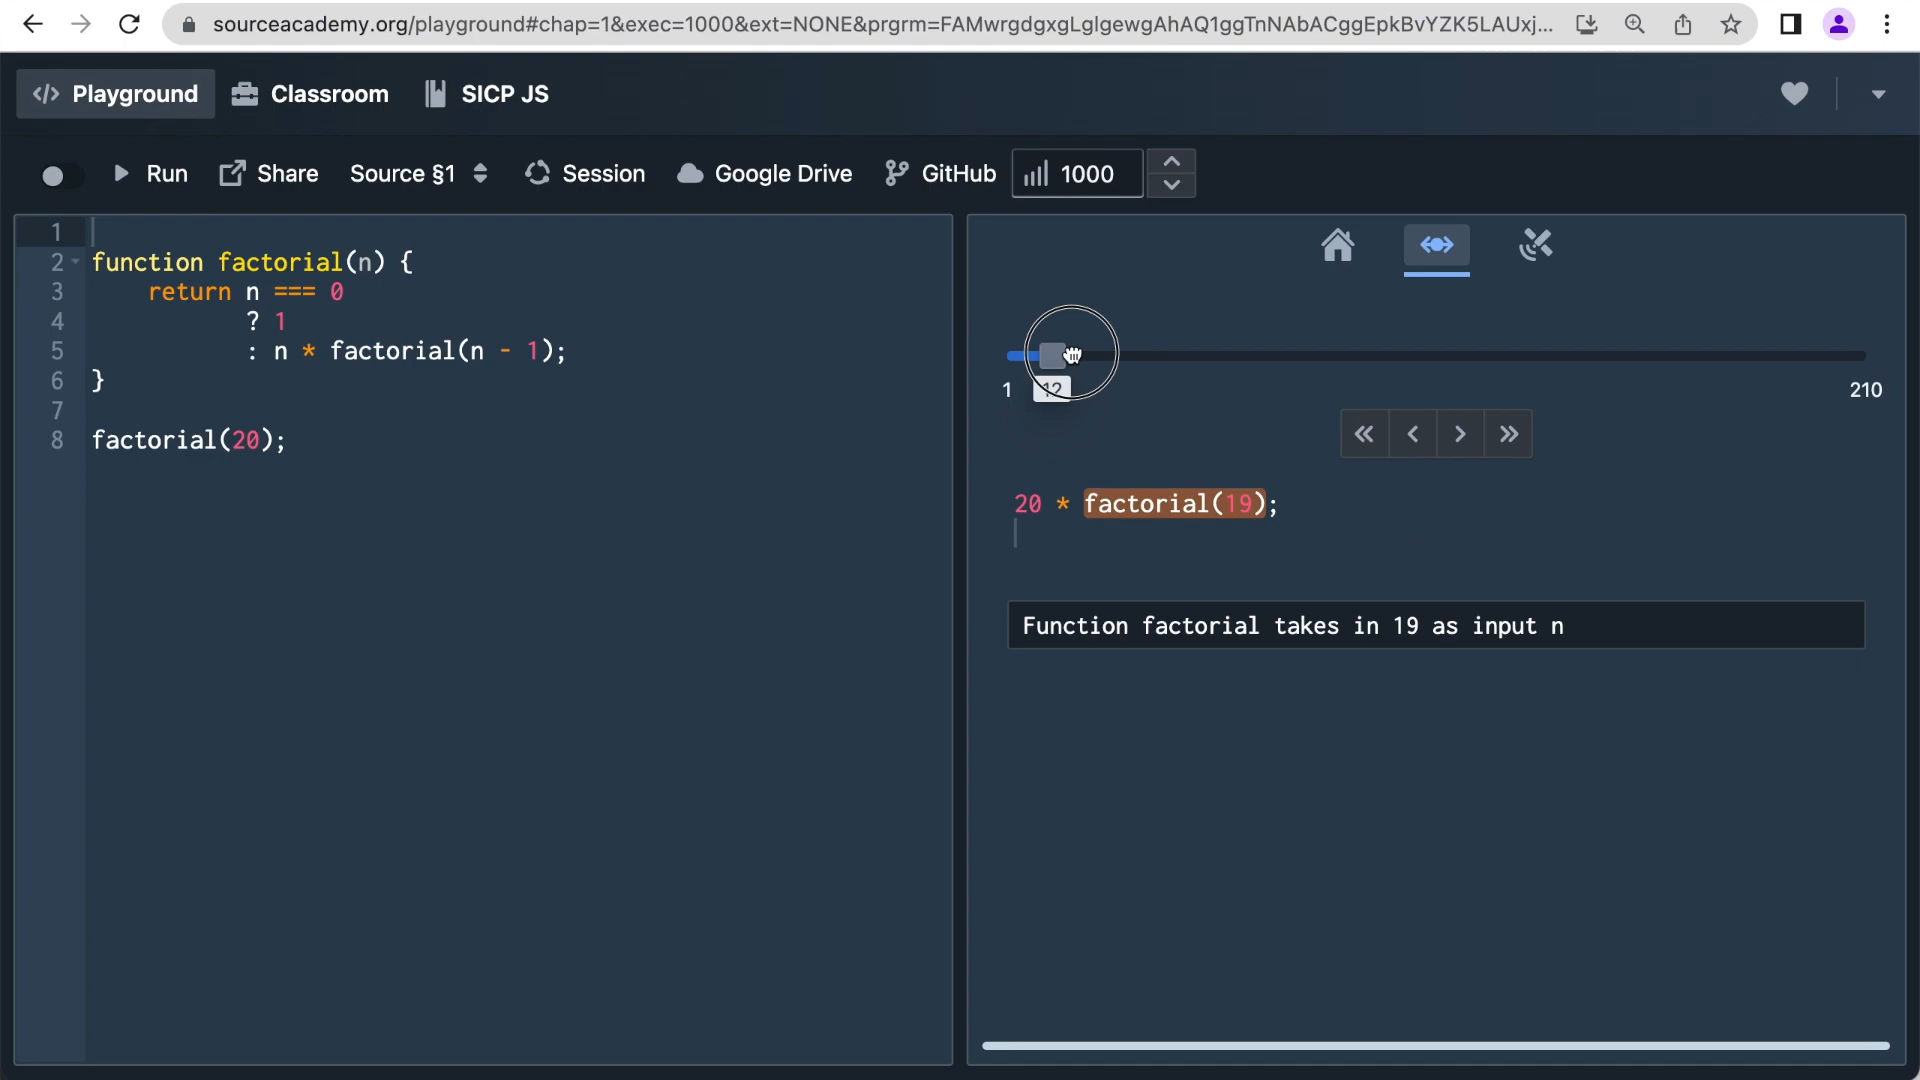 sourceacademy.org/playground#chap=1&exec=1000&ext=NONE&prgrm=FAMwrgdgxgLglgewgAhAQ1ggTnNAbACggEpkBvYZK5LAUxj...
Playground Classroom SICP JS
Run Share Source §1 Session Google Drive GitHub 1000
1
2 function factorial(n) {
3 return n === 0
4 ? 1
5 : n * factorial(n - 1);
6 }
7
8 factorial(20);
1 12 210
20 * factorial(19);
Function factorial takes in 19 as input n